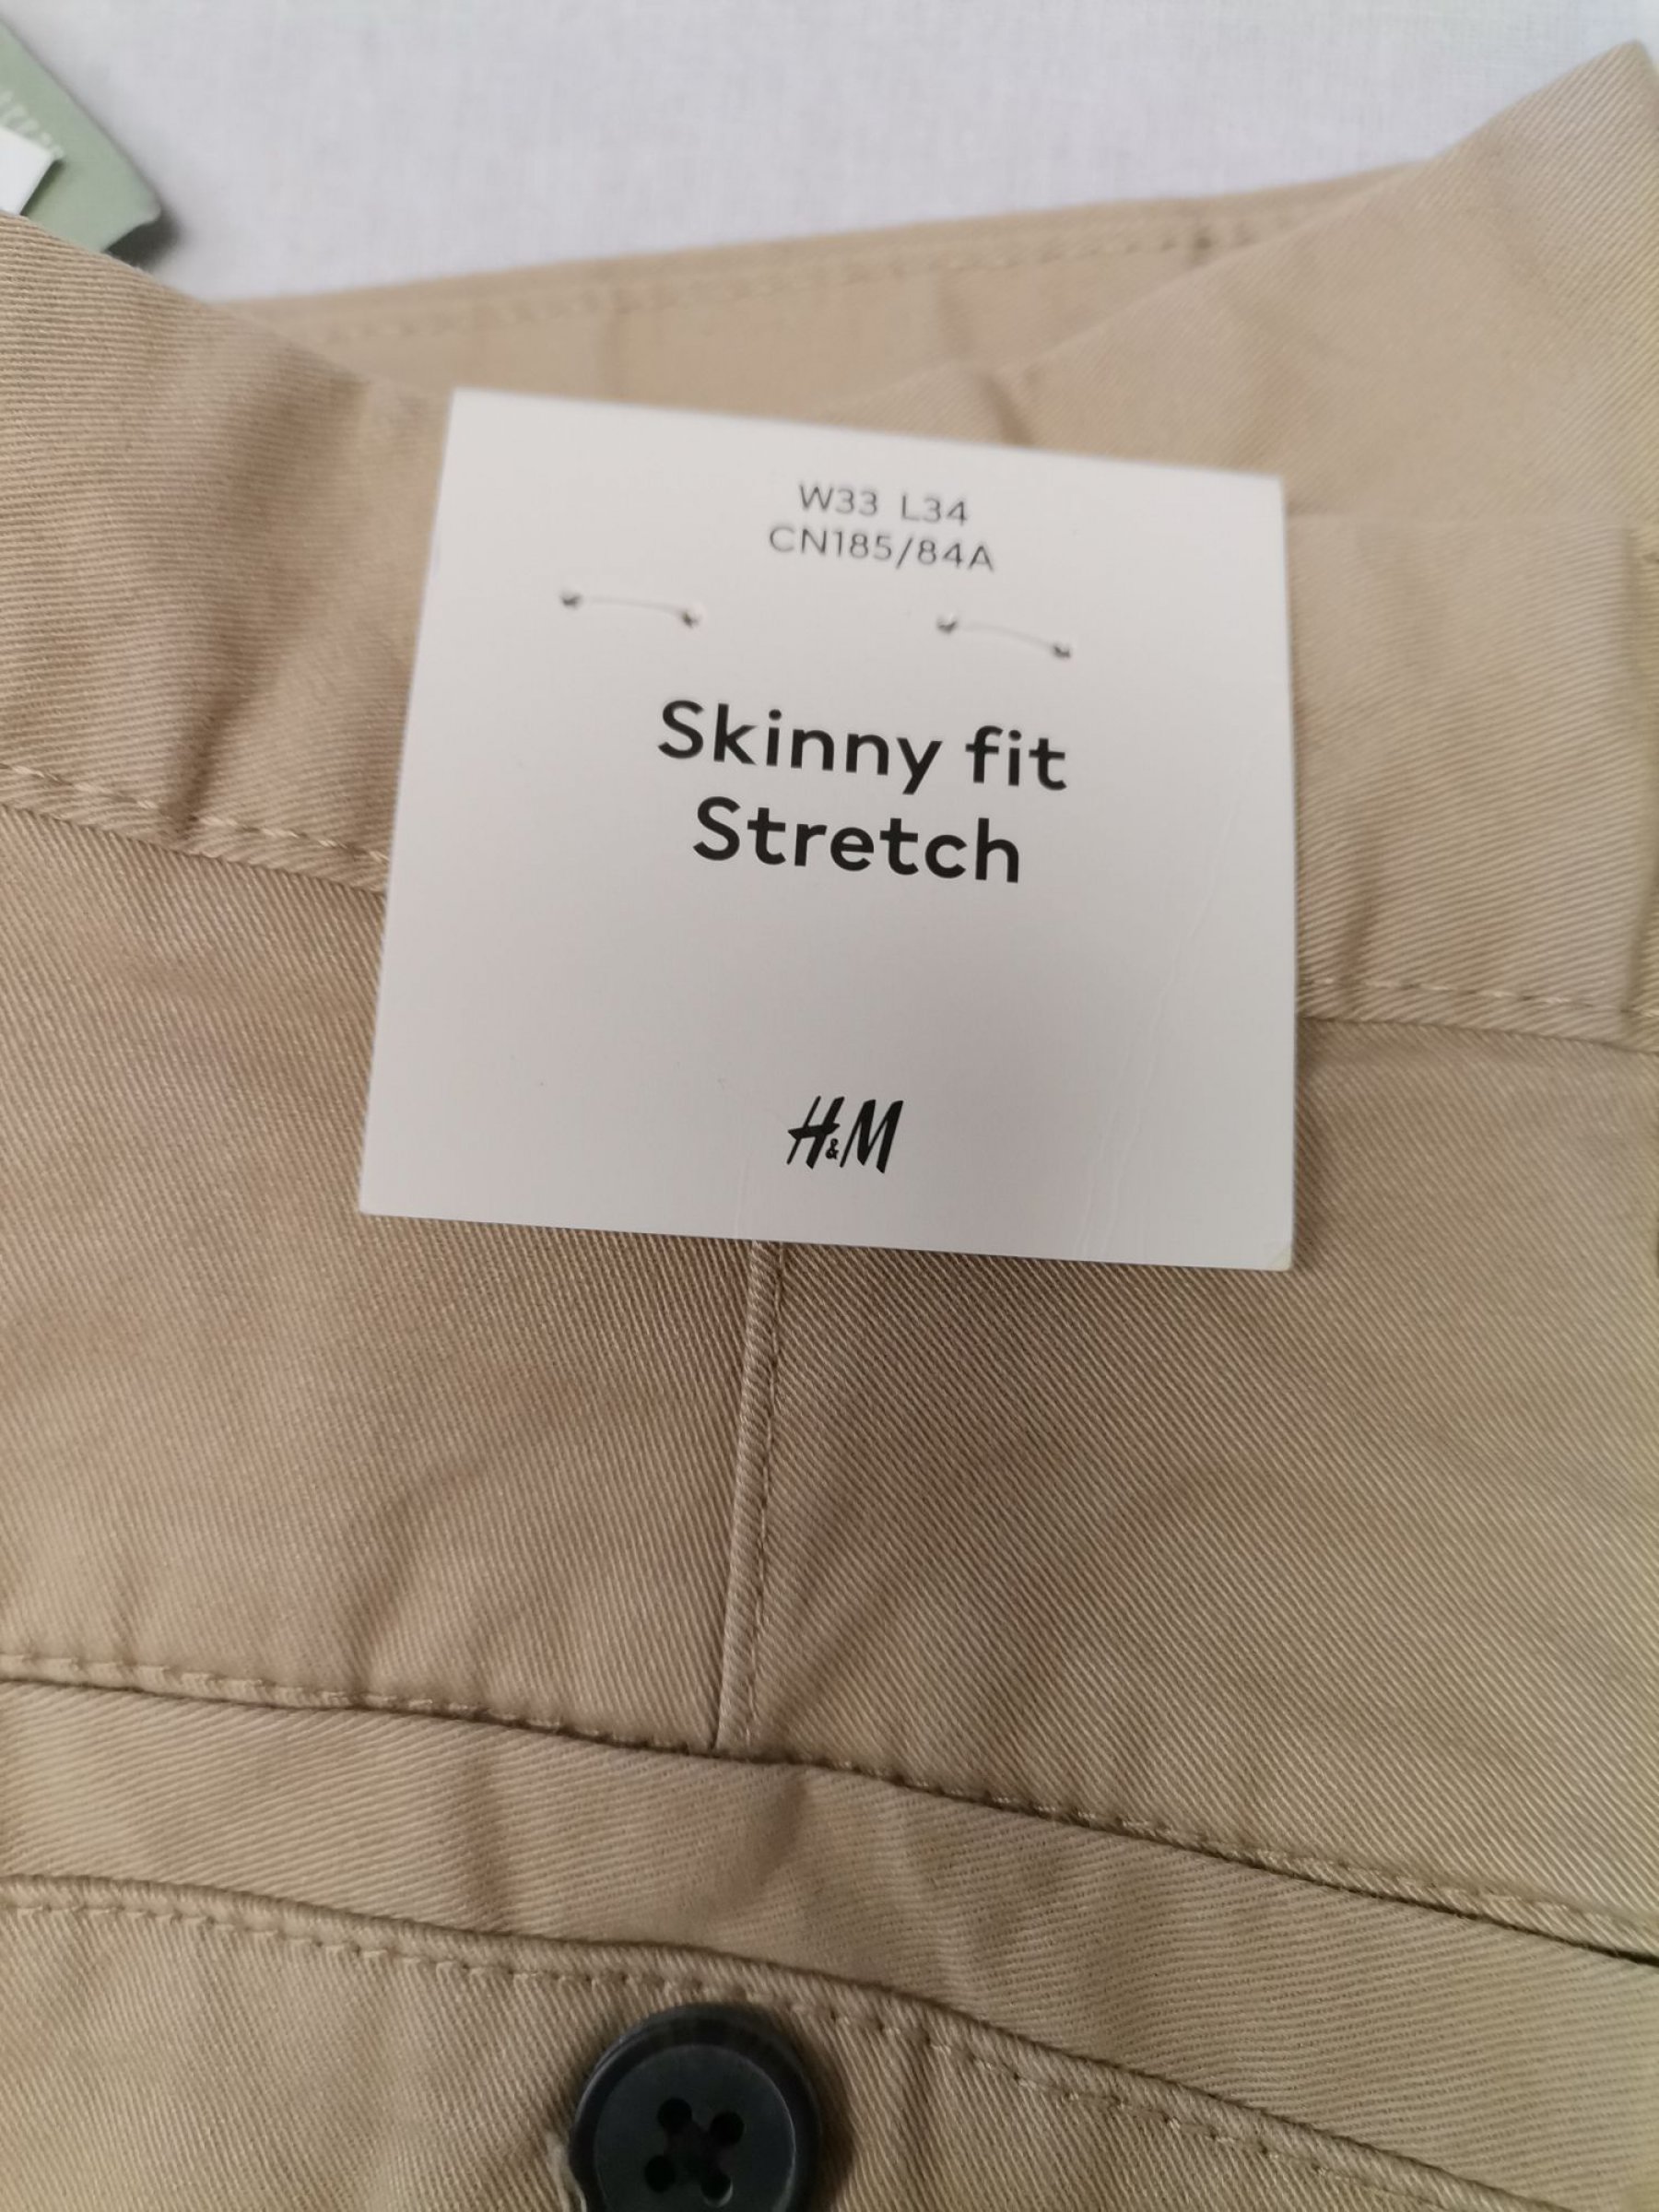 W33 L34
CN185/84A
Skinny fit
Stretch
H&M